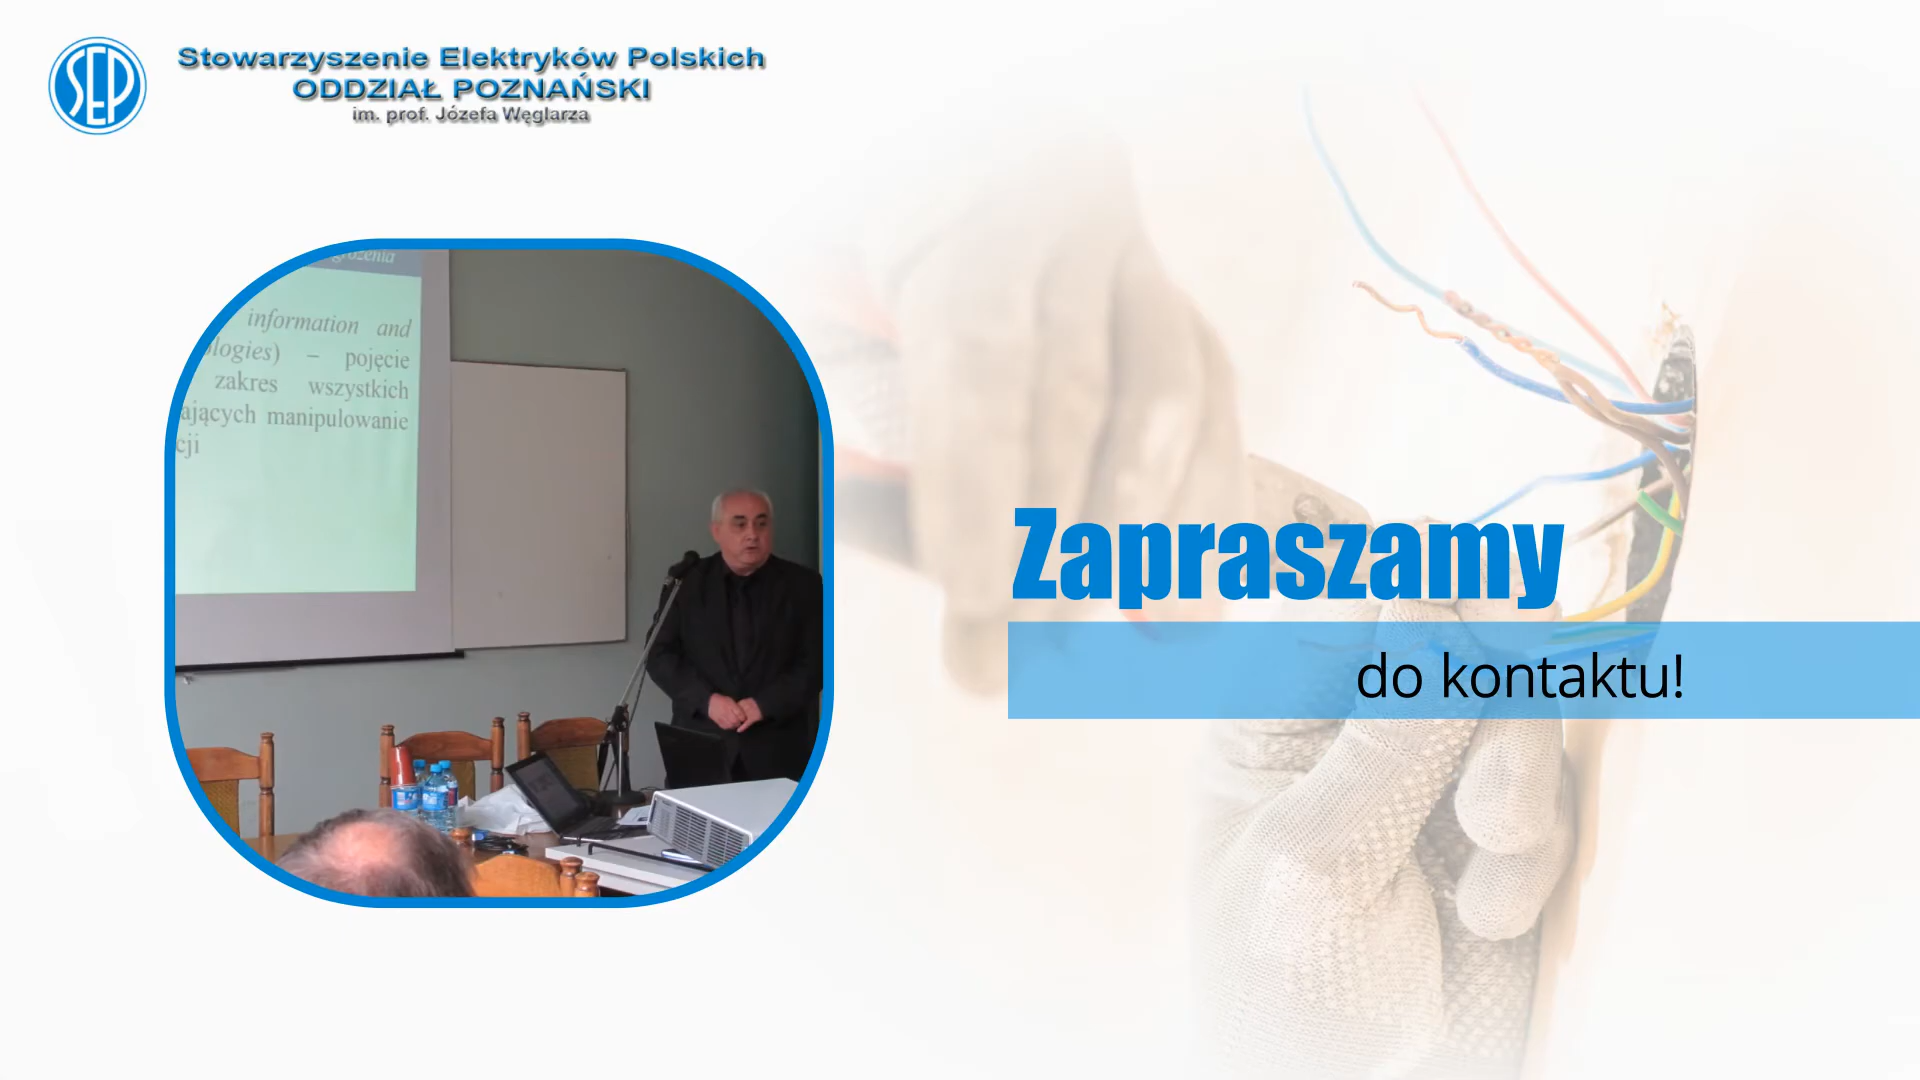 SEP
Stowarzyszenie Elektryków Polskich
ODDZIAŁ POZNAŃSKI
im. prof. Józefa Węglarza
information and
logies) – pojęcie
zakres wszystkich
ających manipulowanie
cji
Zapraszamy
do kontaktu!